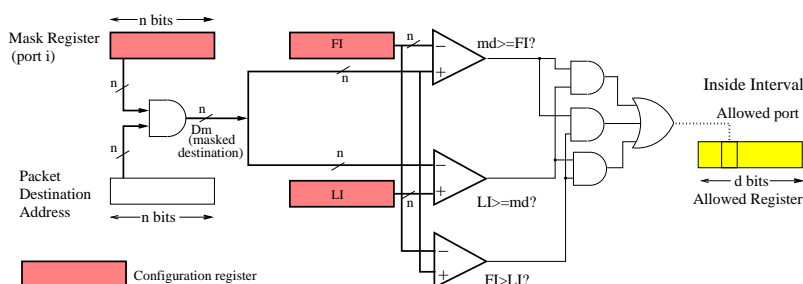 n bits
Mask Register
(port i)
n
n
Dm
(masked
destination)
n
Packet
Destination
Address
n bits
Configuration register
FI
n
−
+
md>=FI?
n
n
−
+
LI
n
LI>=md?
−
+
FI>LI?
Inside Interval
Allowed port
d bits
Allowed Register